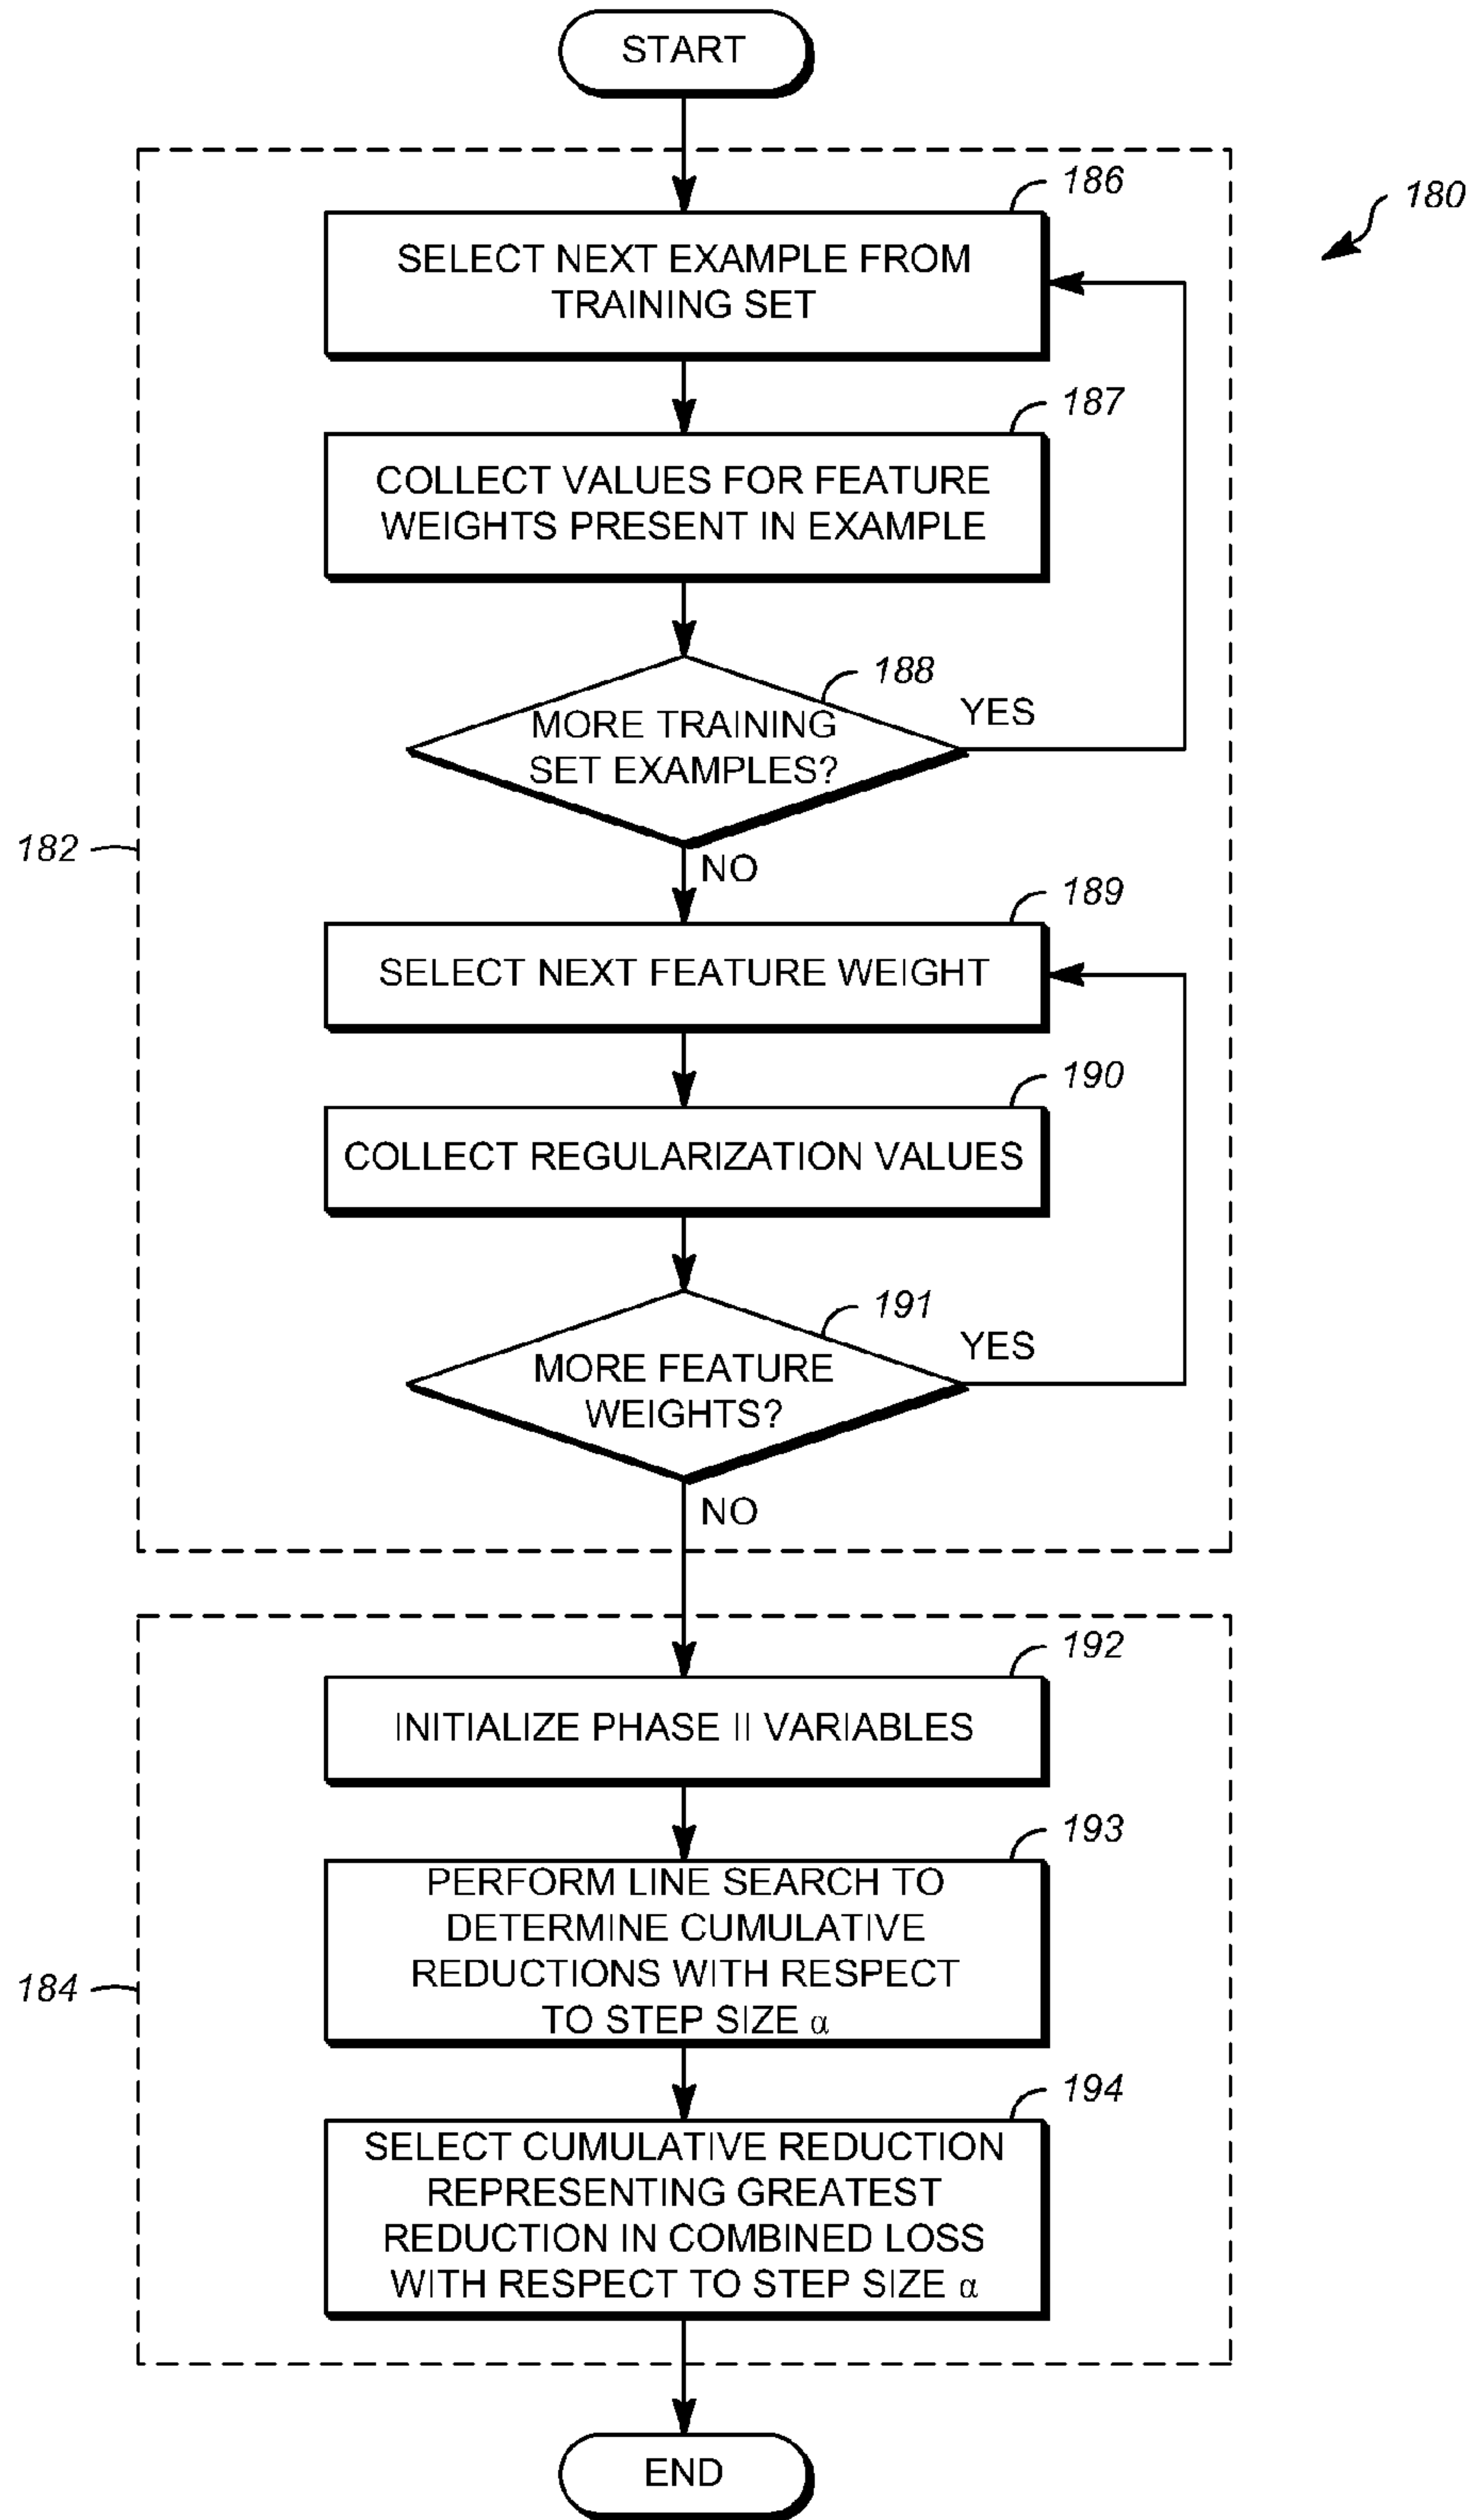 START
186
180
SELECT NEXT EXAMPLE FROM
TRAINING SET
187
COLLECT VALUES FOR FEATURE
WEIGHTS PRESENT IN EXAMPLE
188
YES
MORE TRAINING
SET EXAMPLES?
182
NO
189
SELECT NEXT FEATURE WEIGHT
190
COLLECT REGULARIZATION VALUES
191
YES
MORE FEATURE
WEIGHTS?
NO
192
INITIALIZE PHASE II VARIABLES
193
PERFORM LINE SEARCH TO
DETERMINE CUMULATIVE
REDUCTIONS WITH RESPECT
TO STEP SIZE α
184
194
SELECT CUMULATIVE REDUCTION
REPRESENTING GREATEST
REDUCTION IN COMBINED LOSS
WITH RESPECT TO STEP SIZE α
END